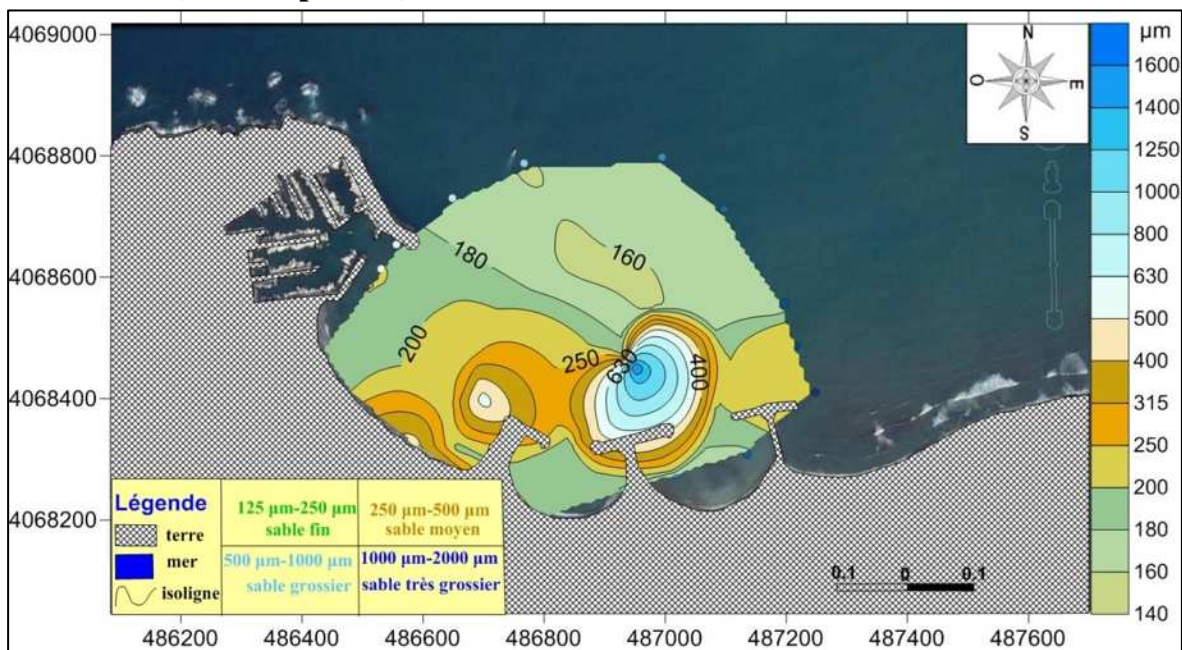 4069000
4068800
4068600
4068400
4068200
486200 486400 486600 486800 487000 487200 487400 487600
N
E
S
O
180
160
200
250
630
400
Légende
terre
mer
isoligne
125 µm-250 µm
sable fin
250 µm-500 µm
sable moyen
500 µm-1000 µm
sable grossier
1000 µm-2000 µm
sable très grossier
0.1 0 0.1
µm
1600
1400
1250
1000
800
630
500
400
315
250
200
180
160
140